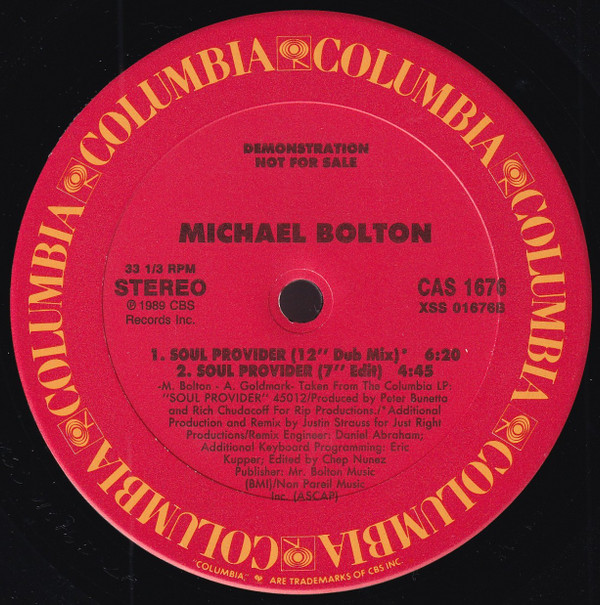 COLUMBIA COLUMBIA COLUMBIA COLUMBIA COLUMBIA COLUMBIA COLUMBIA COLUMBIA
DEMONSTRATION
NOT FOR SALE
MICHAEL BOLTON
33 1/3 RPM
STEREO
℗ 1989 CBS
Records Inc.
CAS 1676
XSS 01676B
1. SOUL PROVIDER (12'' Dub Mix)* 6:20
2. SOUL PROVIDER (7'' Edit) 4:45
-M. Bolton - A. Goldmark- Taken From The Columbia LP:
"SOUL PROVIDEK" 45012/Produced by Peter Bunetta
and Rich Chudacoff For Rip Productions./*Additional
Production and Remix by Justin Strauss for Just Right
Productions/Remix Engineer: Daniel Abraham;
Additional Keyboard Programming: Eric
Kupper; Edited by Chep Nunez
Publisher: Mr. Bolton Music
(BMI)/Non Pareil Music
Inc. (ASCAP)
"COLUMBIA," ARE TRADEMARKS OF CBS INC.